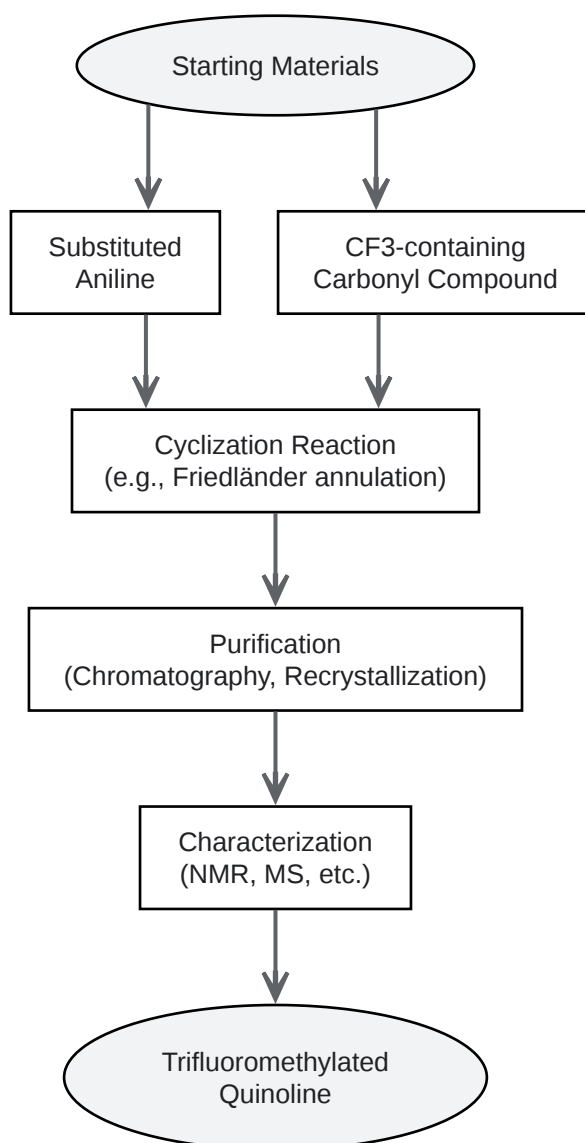 Starting Materials
Substituted
Aniline
CF3-containing
Carbonyl Compound
Cyclization Reaction
(e.g., Friedländer annulation)
Purification
(Chromatography, Recrystallization)
Characterization
(NMR, MS, etc.)
Trifluoromethylated
Quinoline